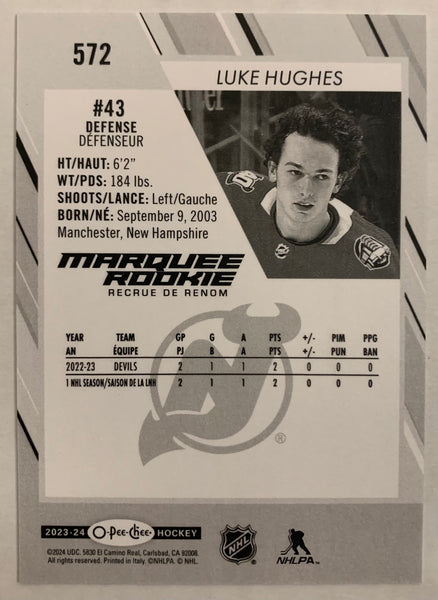 572
LUKE HUGHES
#43
DEFENSE
DÉFENSEUR
HT/HAUT: 6'2"
WT/PDS: 184 lbs.
SHOOTS/LANCE: Left/Gauche
BORN/NÉ: September 9, 2003
Manchester, New Hampshire
MARQUEE
ROOKIE
RECRUE DE RENOM
YEAR TEAM GP G A PTS +/- PIM PPG
AN ÉQUIPE PJ B A PTS +/- PUN BAN
2022-23 DEVILS 2 1 1 2 0 0 0
1 NHL SEASON/SAISON DE LA LNH 2 1 1 2 0 0 0
®
2023-24 O-Pee-Chee HOCKEY
NHL
NHLPA™
©2024 UDC. 5830 El Camino Real, Carlsbad, CA 92008.
All rights reserved. Printed in Italy. ©NHLPA. © NHL.